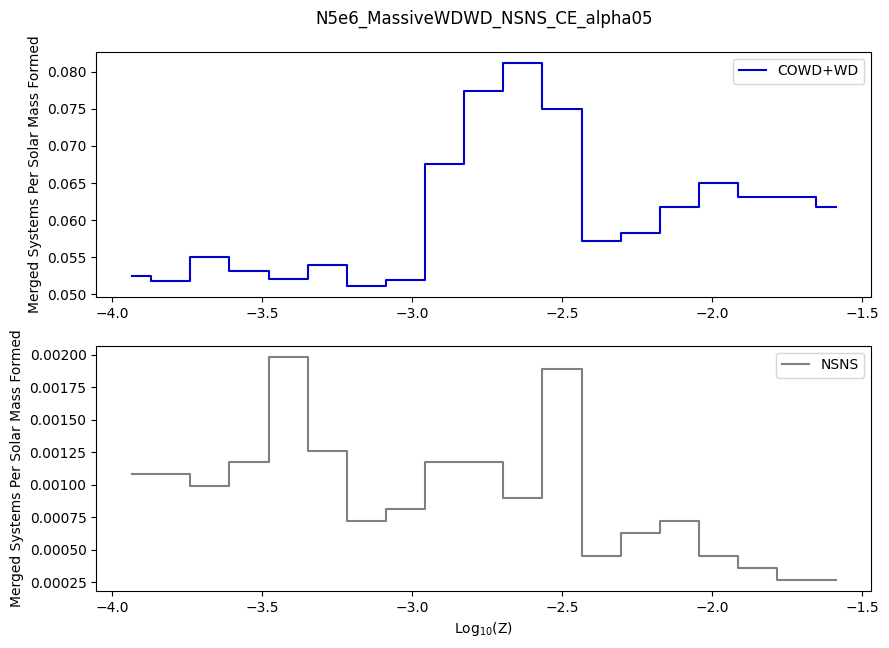 N5e6_MassiveWDWD_NSNS_CE_alpha05
Merged Systems Per Solar Mass Formed
0.080
0.075
0.070
0.065
0.060
0.055
0.050
COWD+WD
−4.0 −3.5 −3.0 −2.5 −2.0 −1.5
Merged Systems Per Solar Mass Formed
0.00200
0.00175
0.00150
0.00125
0.00100
0.00075
0.00050
0.00025
NSNS
−4.0 −3.5 −3.0 −2.5 −2.0 −1.5
Log₁₀(Z)